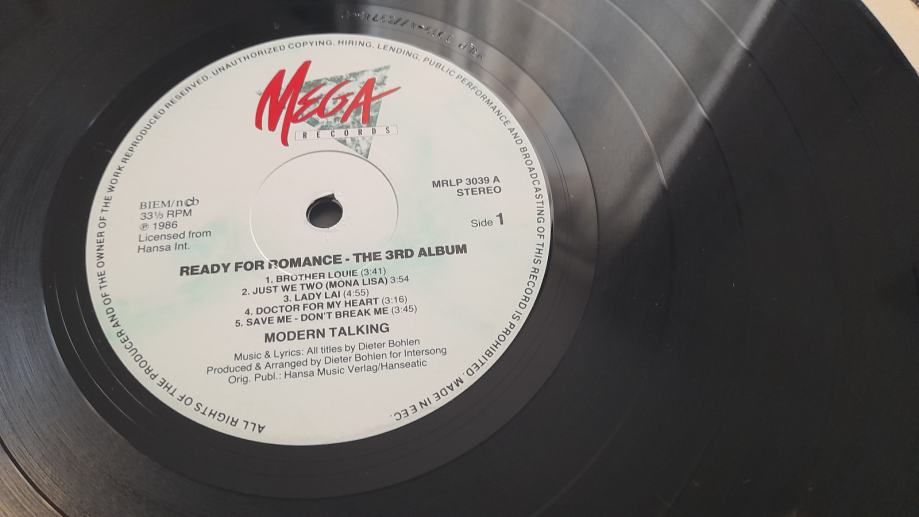 ALL RIGHTS OF THE PRODUCER AND OF THE OWNER OF THE WORK REPRODUCED RESERVED. UNAUTHORIZED COPYING, HIRING, LENDING, PUBLIC PERFORMANCE AND BROADCASTING OF THIS RECORD IS PROHIBITED. MADE IN EEC.
MEGA
RECORDS
BIEM/ncb
33⅓ RPM
℗ 1986
Licensed from
Hansa Int.
MRLP 3039 A
STEREO
Side 1
READY FOR ROMANCE - THE 3RD ALBUM
1. BROTHER LOUIE (3:41)
2. JUST WE TWO (MONA LISA) 3:54
3. LADY LAI (4:55)
4. DOCTOR FOR MY HEART (3:16)
5. SAVE ME - DON'T BREAK ME (3:45)
MODERN TALKING
Music & Lyrics: All titles by Dieter Bohlen
Produced & Arranged by Dieter Bohlen for Intersong
Orig. Publ.: Hansa Music Verlag/Hanseatic